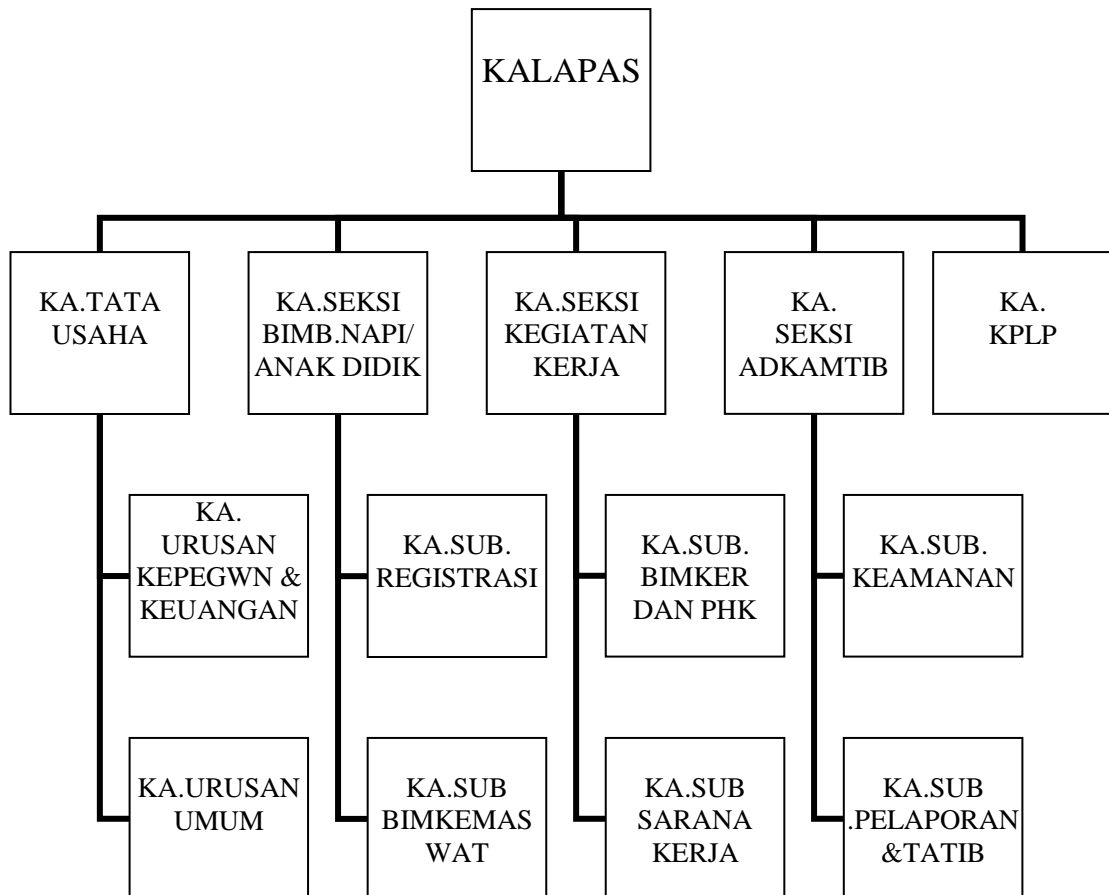 KALAPAS
KA.TATA
USAHA
KA.SEKSI
BIMB.NAPI/
ANAK DIDIK
KA.SEKSI
KEGIATAN
KERJA
KA.
SEKSI
ADKAMTIB
KA.
KPLP
KA.
URUSAN
KEPEGWN &
KEUANGAN
KA.SUB.
REGISTRASI
KA.SUB.
BIMKER
DAN PHK
KA.SUB.
KEAMANAN
KA.URUSAN
UMUM
KA.SUB
BIMKEMAS
WAT
KA.SUB
SARANA
KERJA
KA.SUB
.PELAPORAN
&TATIB